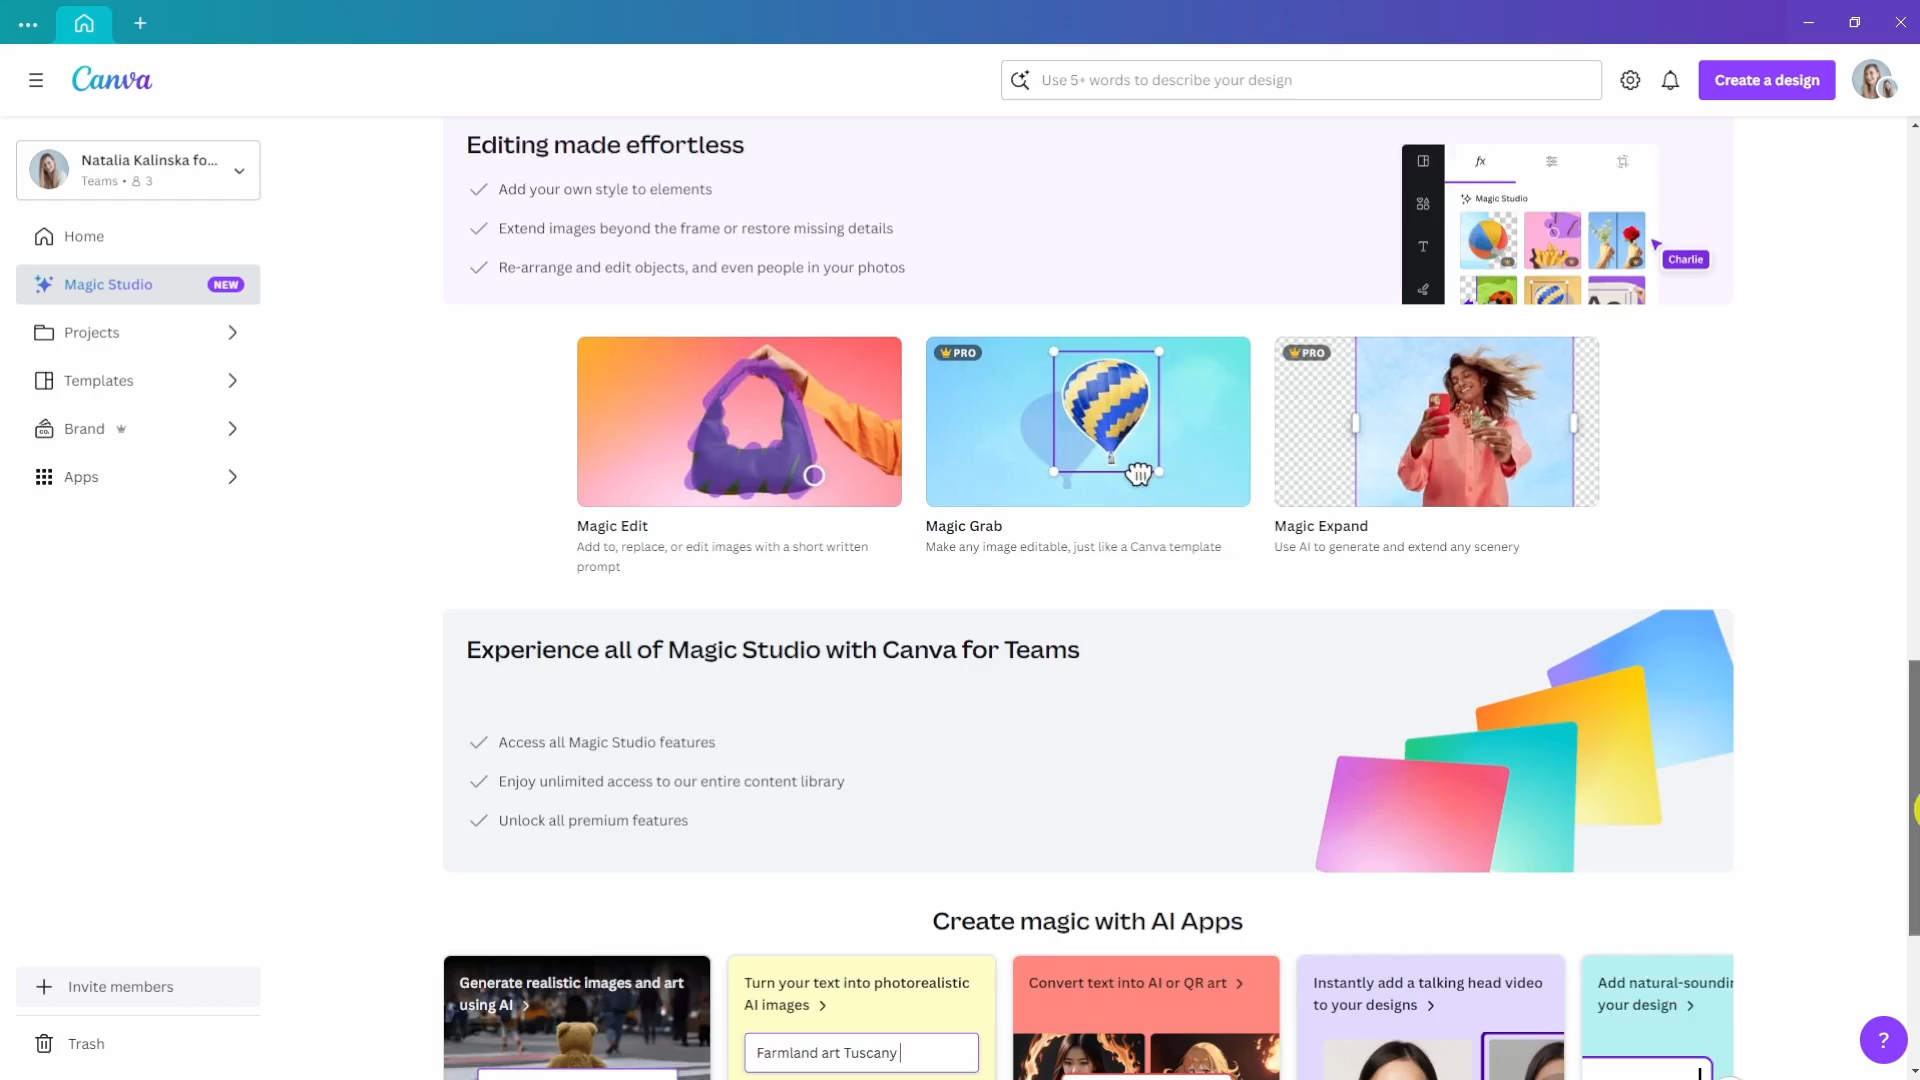 Canva
Use 5+ words to describe your design
Create a design
Natalia Kalinska fo...
Teams • 3
Home
Magic Studio
NEW
Projects
Templates
Brand
Apps
Invite members
Trash
Editing made effortless
Add your own style to elements
Extend images beyond the frame or restore missing details
Re-arrange and edit objects, and even people in your photos
fx
Magic Studio
T
Charlie
PRO
PRO
Magic Edit
Add to, replace, or edit images with a short written
prompt
Magic Grab
Make any image editable, just like a Canva template
Magic Expand
Use AI to generate and extend any scenery
Experience all of Magic Studio with Canva for Teams
Access all Magic Studio features
Enjoy unlimited access to our entire content library
Unlock all premium features
Create magic with AI Apps
Generate realistic images and art
using AI
Turn your text into photorealistic
AI images
Farmland art Tuscany
Convert text into AI or QR art
Instantly add a talking head video
to your designs
Add natural-soundin
your design
?